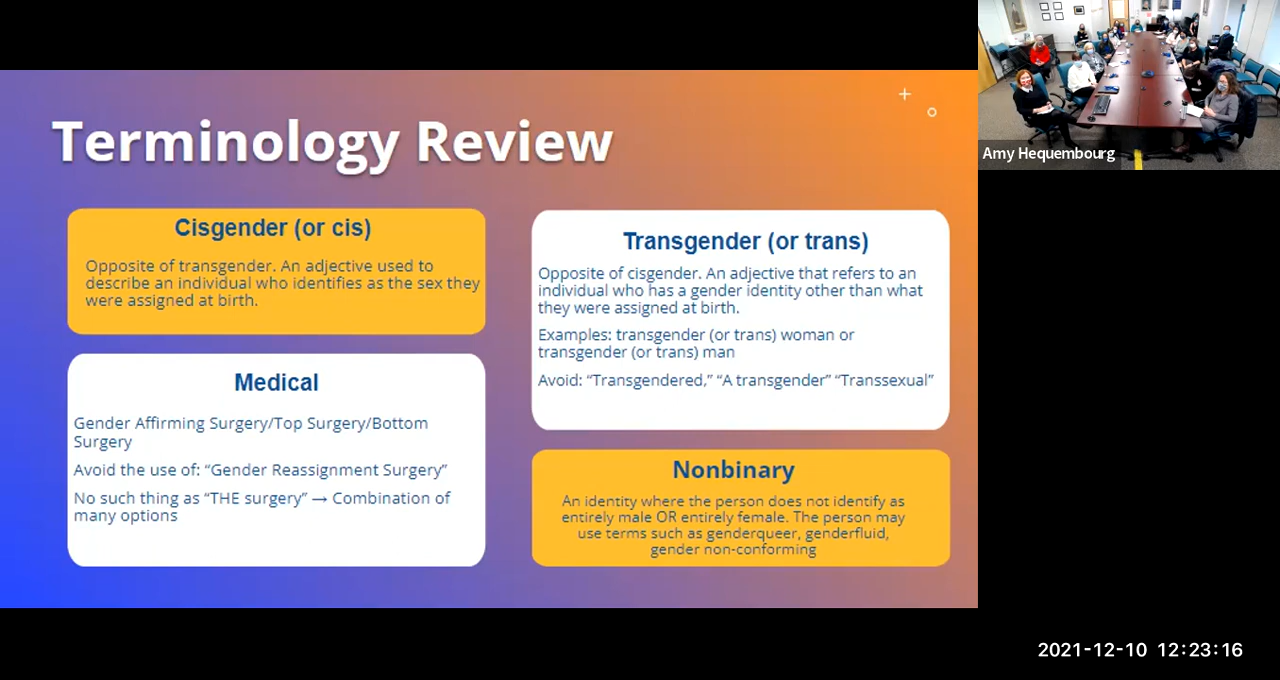 Terminology Review
Cisgender (or cis)
Opposite of transgender. An adjective used to
describe an individual who identifies as the sex they
were assigned at birth.
Medical
Gender Affirming Surgery/Top Surgery/Bottom
Surgery
Avoid the use of: “Gender Reassignment Surgery”
No such thing as “THE surgery” → Combination of
many options
Transgender (or trans)
Opposite of cisgender. An adjective that refers to an
individual who has a gender identity other than what
they were assigned at birth.
Examples: transgender (or trans) woman or
transgender (or trans) man
Avoid: “Transgendered,” “A transgender” “Transsexual”
Nonbinary
An identity where the person does not identify as
entirely male OR entirely female. The person may
use terms such as genderqueer, genderfluid,
gender non-conforming
Amy Hequembourg
2021-12-10 12:23:16